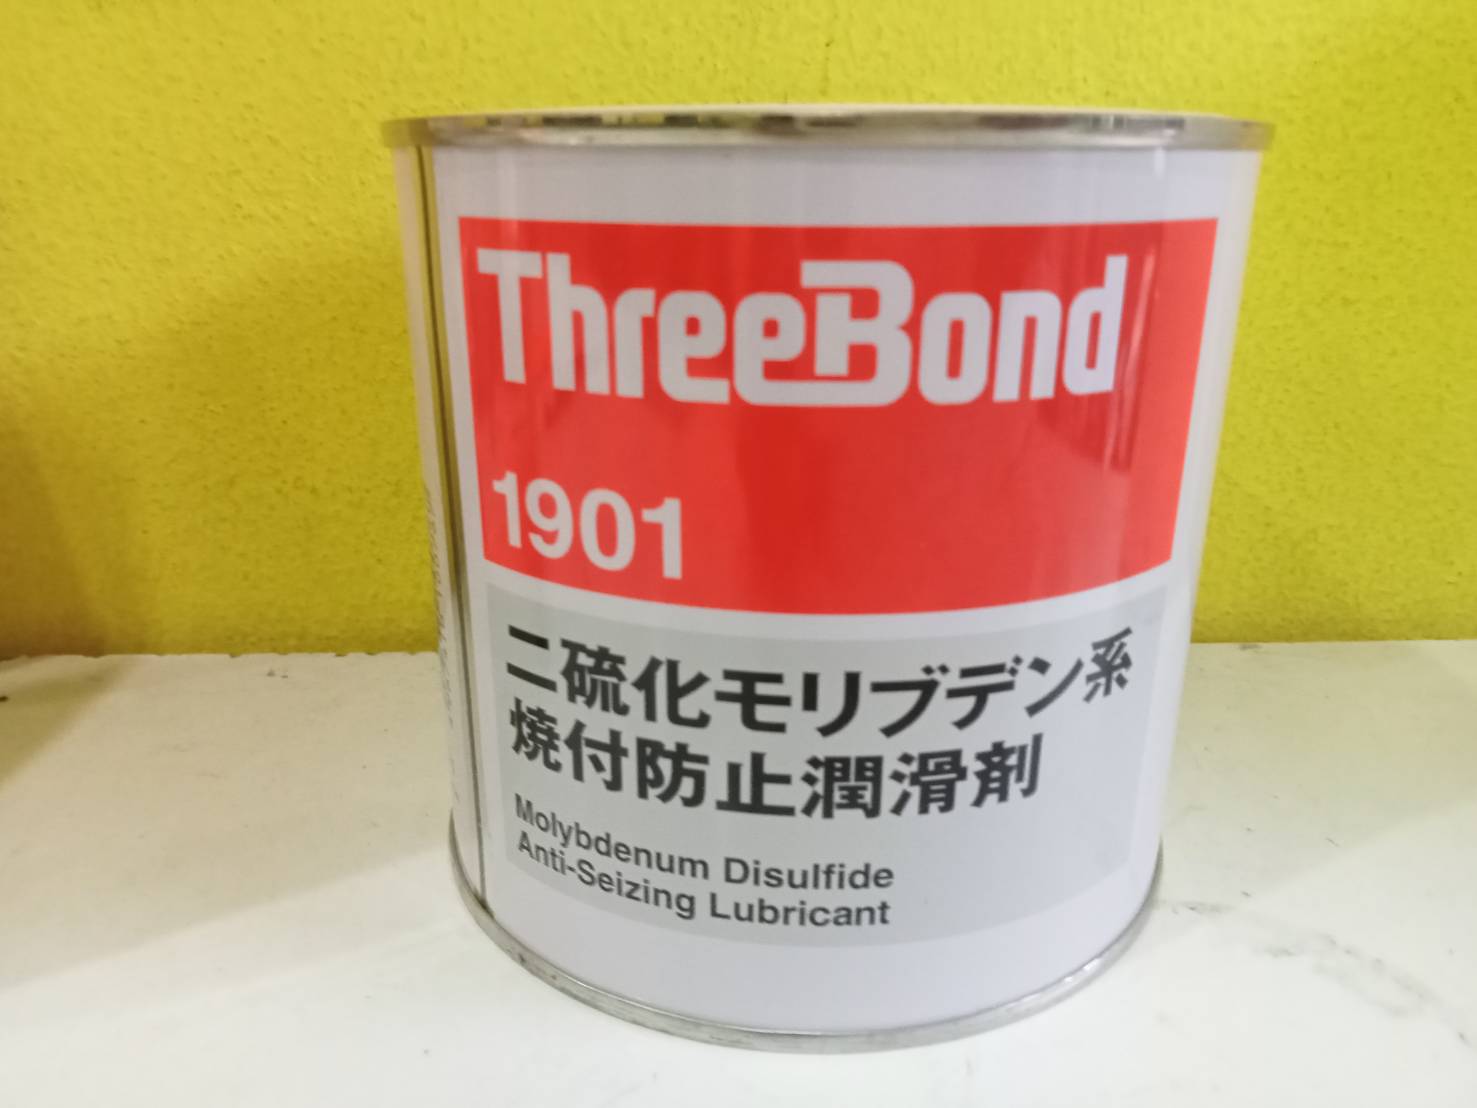 ThreeBond
1901
二硫化モリブデン系
焼付防止潤滑剤
Molybdenum Disulfide
Anti-Seizing Lubricant